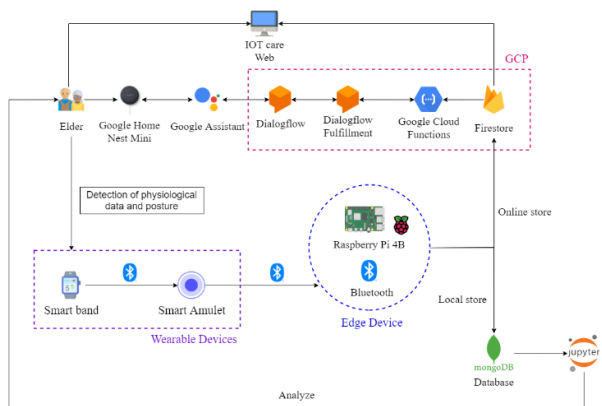 IOT care
Web
GCP
Elder
Google Home
Nest Mini
Google Assistant
Dialogflow
Dialogflow
Fulfillment
Google Cloud
Functions
Firestore
Detection of physiological
data and posture
Raspberry Pi 4B
Bluetooth
Edge Device
Online store
Local store
Smart band
Smart Amulet
Wearable Devices
mongoDB
Database
jupyter
Analyze